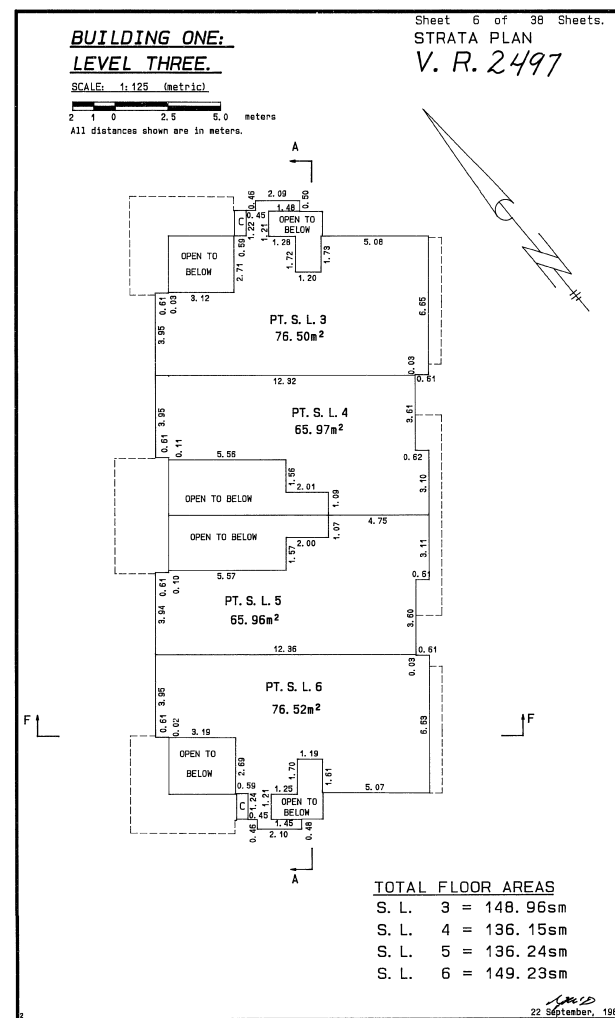 Sheet 6 of 38 Sheets.
BUILDING ONE:
LEVEL THREE.
STRATA PLAN
V. R. 2497
SCALE: 1:125 (metric)
2 1 0 2.5 5.0 meters
All distances shown are in meters.
A
0.46 2.09 0.50
0.45 1.48
C 1.22 1.21 OPEN TO BELOW
0.59 1.28 1.72 1.73 5.08
OPEN TO BELOW
2.71 1.20
0.61 0.03 3.12
6.65
3.95
PT. S. L. 3
76.50m²
0.03 0.61
12.32
3.95
PT. S. L. 4
65.97m²
3.61
0.61 0.11 5.56 0.62
1.56 2.01 3.10
OPEN TO BELOW 1.09
4.75
OPEN TO BELOW 1.07
1.57 2.00 3.11
0.61 0.10 5.57 0.61
3.94
PT. S. L. 5
65.96m²
3.60
12.36 0.61
0.03
3.95
PT. S. L. 6
76.52m²
6.63
F 0.61 0.02 3.19 F
OPEN TO BELOW
2.69 1.19
1.70 1.61
0.59 1.25 5.07
C 1.24 1.21 OPEN TO BELOW
0.45 1.45
0.46 2.10 0.48
A
TOTAL FLOOR AREAS
S. L. 3 = 148.96sm
S. L. 4 = 136.15sm
S. L. 5 = 136.24sm
S. L. 6 = 149.23sm
22 September, 19
2